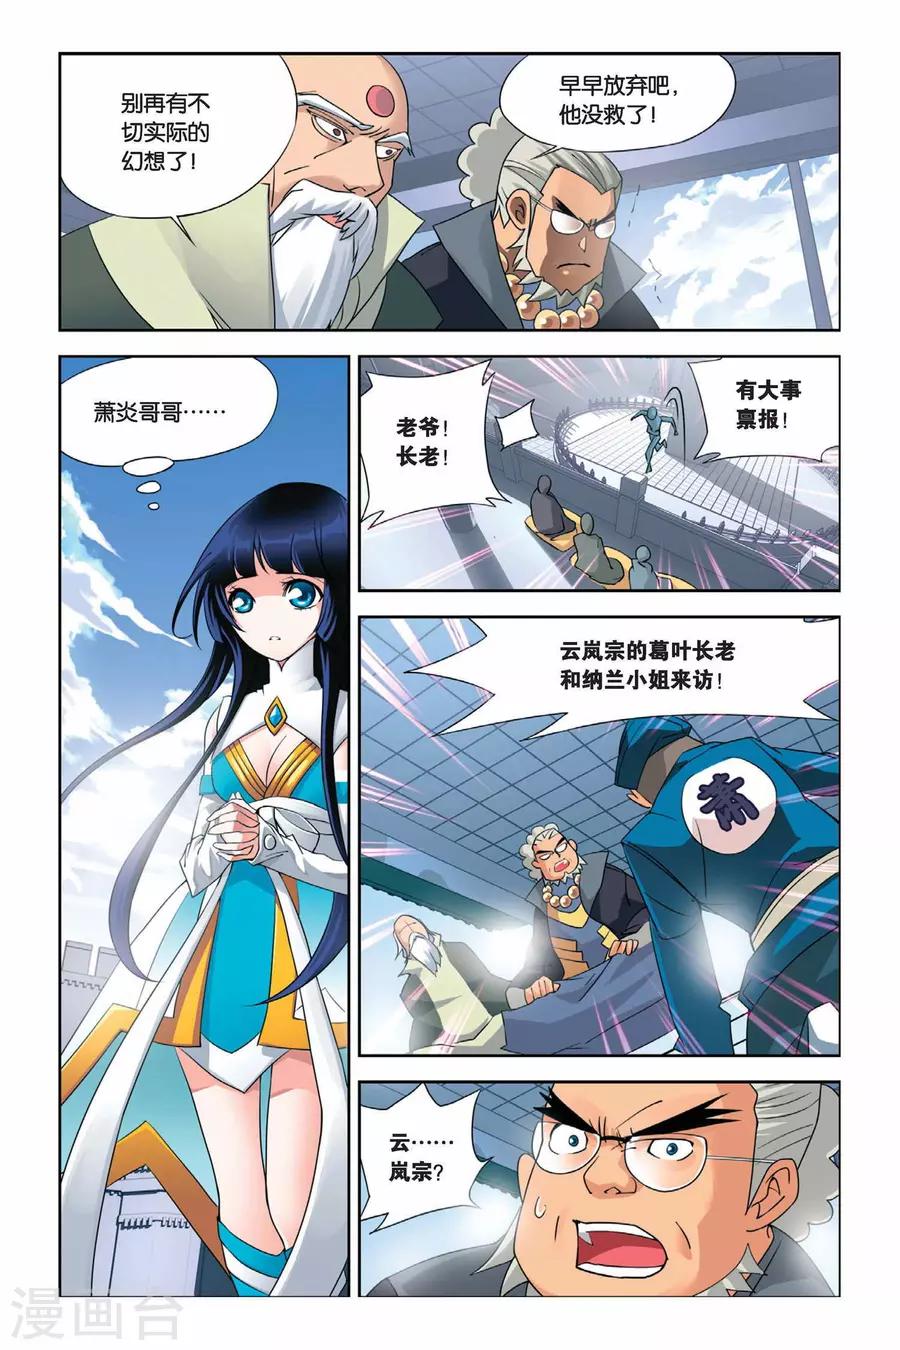 别再有不
切实际的
幻想了！
早早放弃吧，
他没救了！
萧炎哥哥……
老爷！
长老！
有大事
禀报！
云岚宗的葛叶长老
和纳兰小姐来访！
萧
云……
岚宗？
漫画台